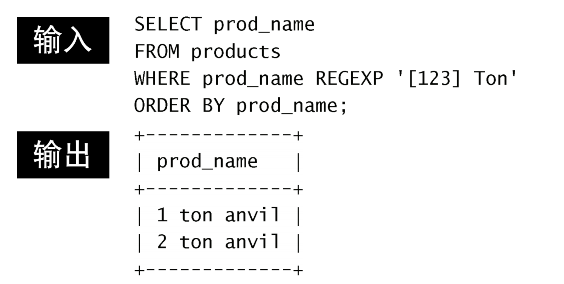 输入
SELECT prod_name
FROM products
WHERE prod_name REGEXP '[123] Ton'
ORDER BY prod_name;
输出
+-------------+
| prod_name   |
+-------------+
| 1 ton anvil |
| 2 ton anvil |
+-------------+